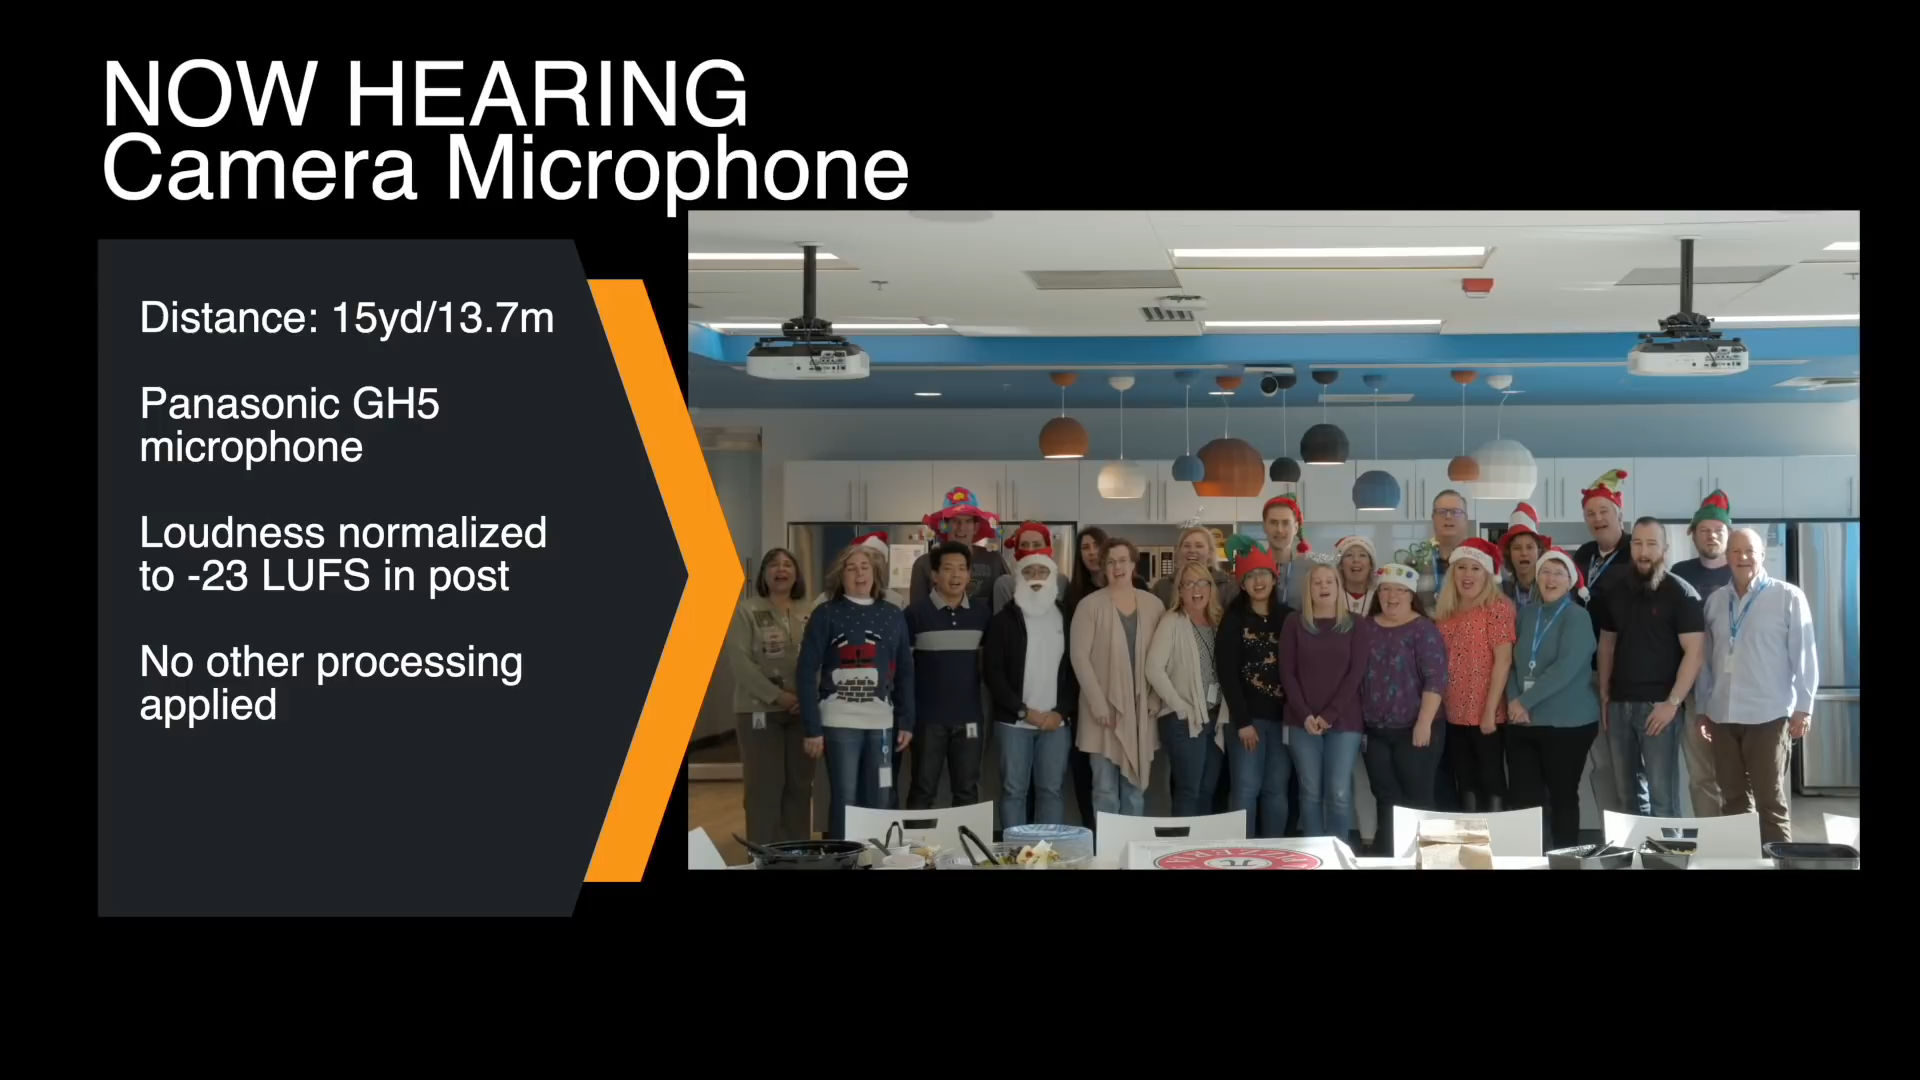 NOW HEARING
Camera Microphone
Distance: 15yd/13.7m
Panasonic GH5
microphone
Loudness normalized
to -23 LUFS in post
No other processing
applied